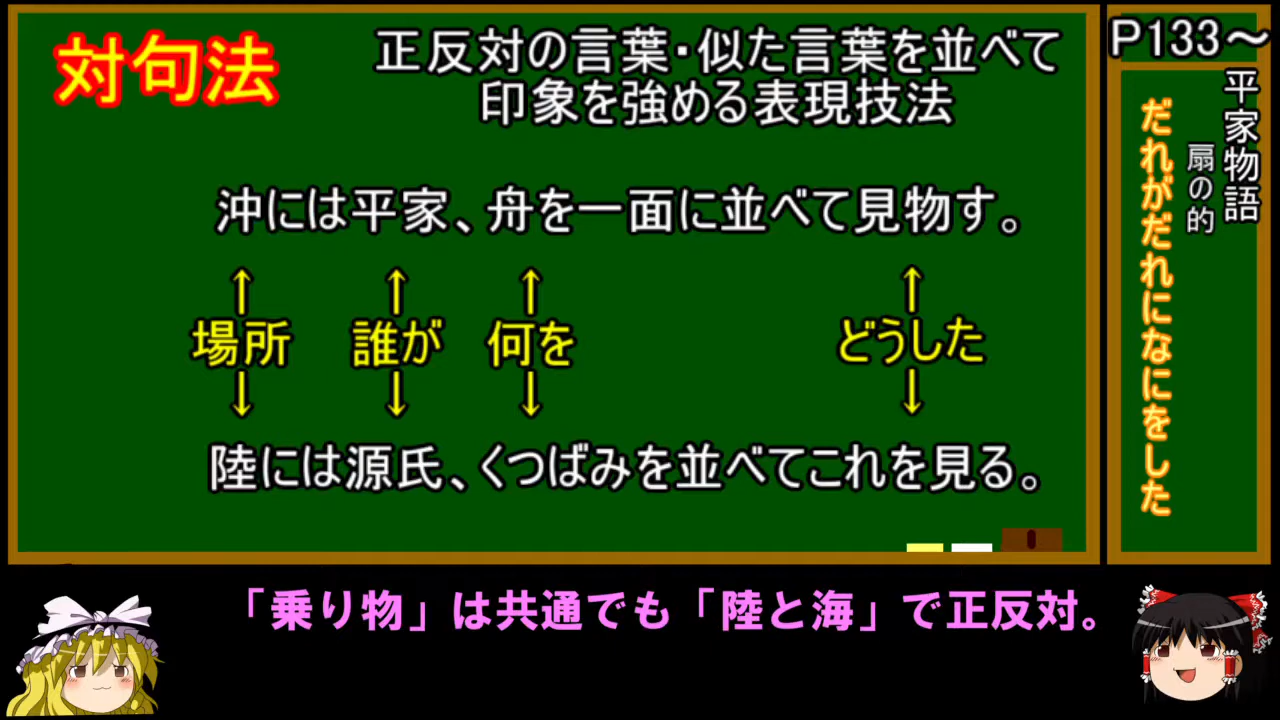 対句法
正反対の言葉・似た言葉を並べて
印象を強める表現技法
沖には平家、舟を一面に並べて見物す。
場所 誰が 何を どうした
陸には源氏、くつばみを並べてこれを見る。
P133～
平家物語
扇の的
だれがだれになにをした
「乗り物」は共通でも「陸と海」で正反対。